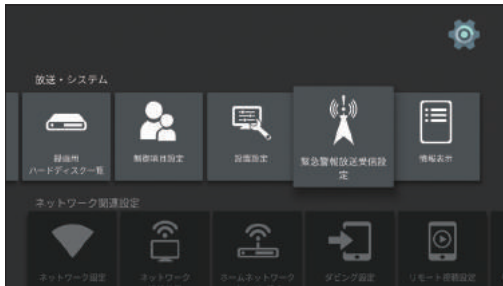 放送・システム
録画用
ハードディスク一覧
制限項目設定
設置設定
緊急警報放送受信設
定
情報表示
ネットワーク関連設定
ネットワーク設定
ネットワーク
ホームネットワーク
ダビング設定
リモート視聴設定